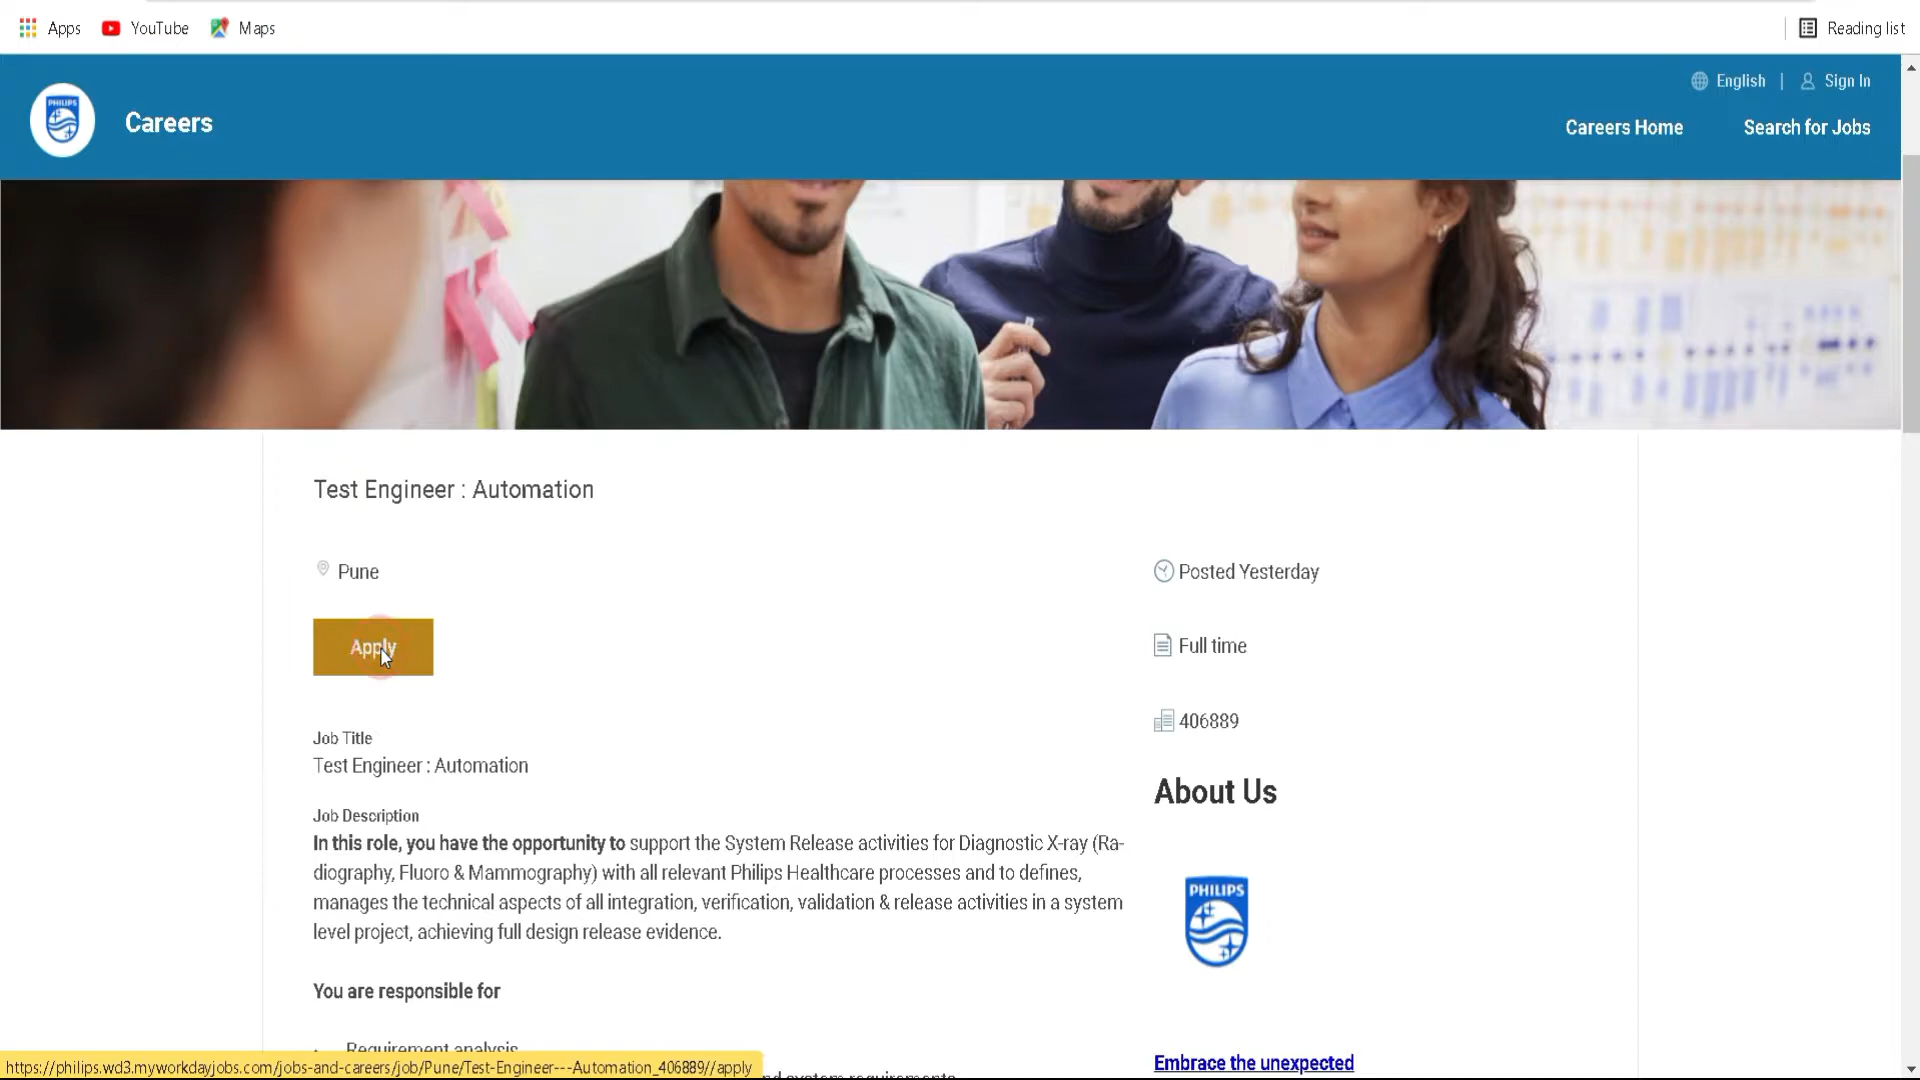 Apps YouTube Maps Reading list
English | Sign In
PHILIPS
Careers
Careers Home Search for Jobs
Test Engineer : Automation
Pune
Posted Yesterday
Apply
Full time
406889
Job Title
Test Engineer : Automation
About Us
Job Description
In this role, you have the opportunity to support the System Release activities for Diagnostic X-ray (Ra-
diography, Fluoro & Mammography) with all relevant Philips Healthcare processes and to defines,
manages the technical aspects of all integration, verification, validation & release activities in a system
level project, achieving full design release evidence.
PHILIPS
You are responsible for
Requirement analysis
Embrace the unexpected
https://philips.wd3.myworkdayjobs.com/jobs-and-careers/job/Pune/Test-Engineer---Automation_406889//apply
nd system requirements